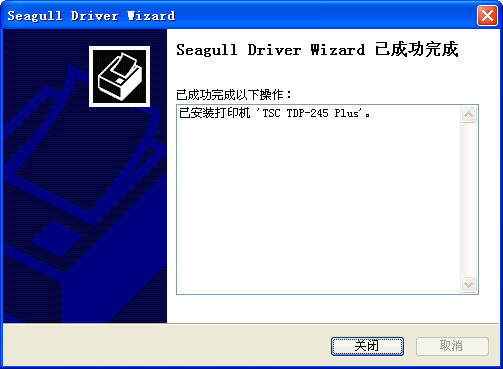 Seagull Driver Wizard
Seagull Driver Wizard 已成功完成
已成功完成以下操作：
已安装打印机 'TSC TDP-245 Plus'。
关闭
取消